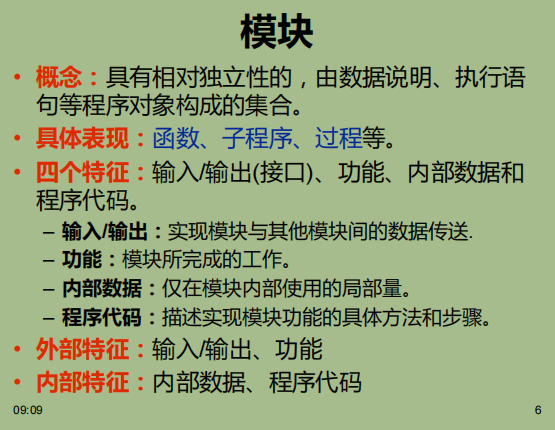 模块
• 概念：具有相对独立性的，由数据说明、执行语
句等程序对象构成的集合。
• 具体表现：函数、子程序、过程等。
• 四个特征：输入/输出(接口)、功能、内部数据和
程序代码。
– 输入/输出：实现模块与其他模块间的数据传送.
– 功能：模块所完成的工作。
– 内部数据：仅在模块内部使用的局部量。
– 程序代码：描述实现模块功能的具体方法和步骤。
• 外部特征：输入/输出、功能
• 内部特征：内部数据、程序代码
09:09
6